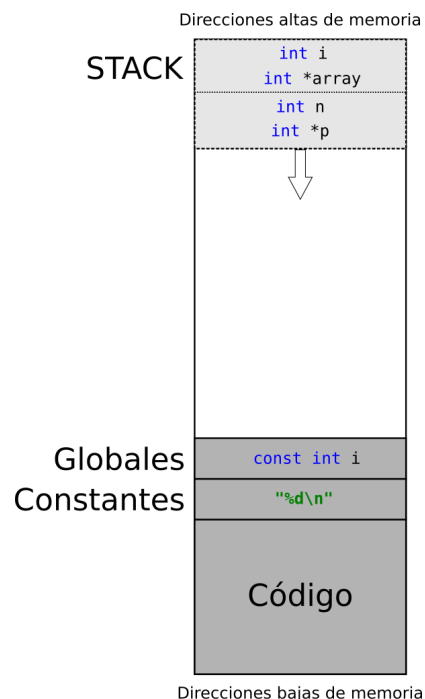 Direcciones altas de memoria
STACK
int i
int *array
int n
int *p
Globales
const int i
Constantes
"%d\n"
Código
Direcciones bajas de memoria